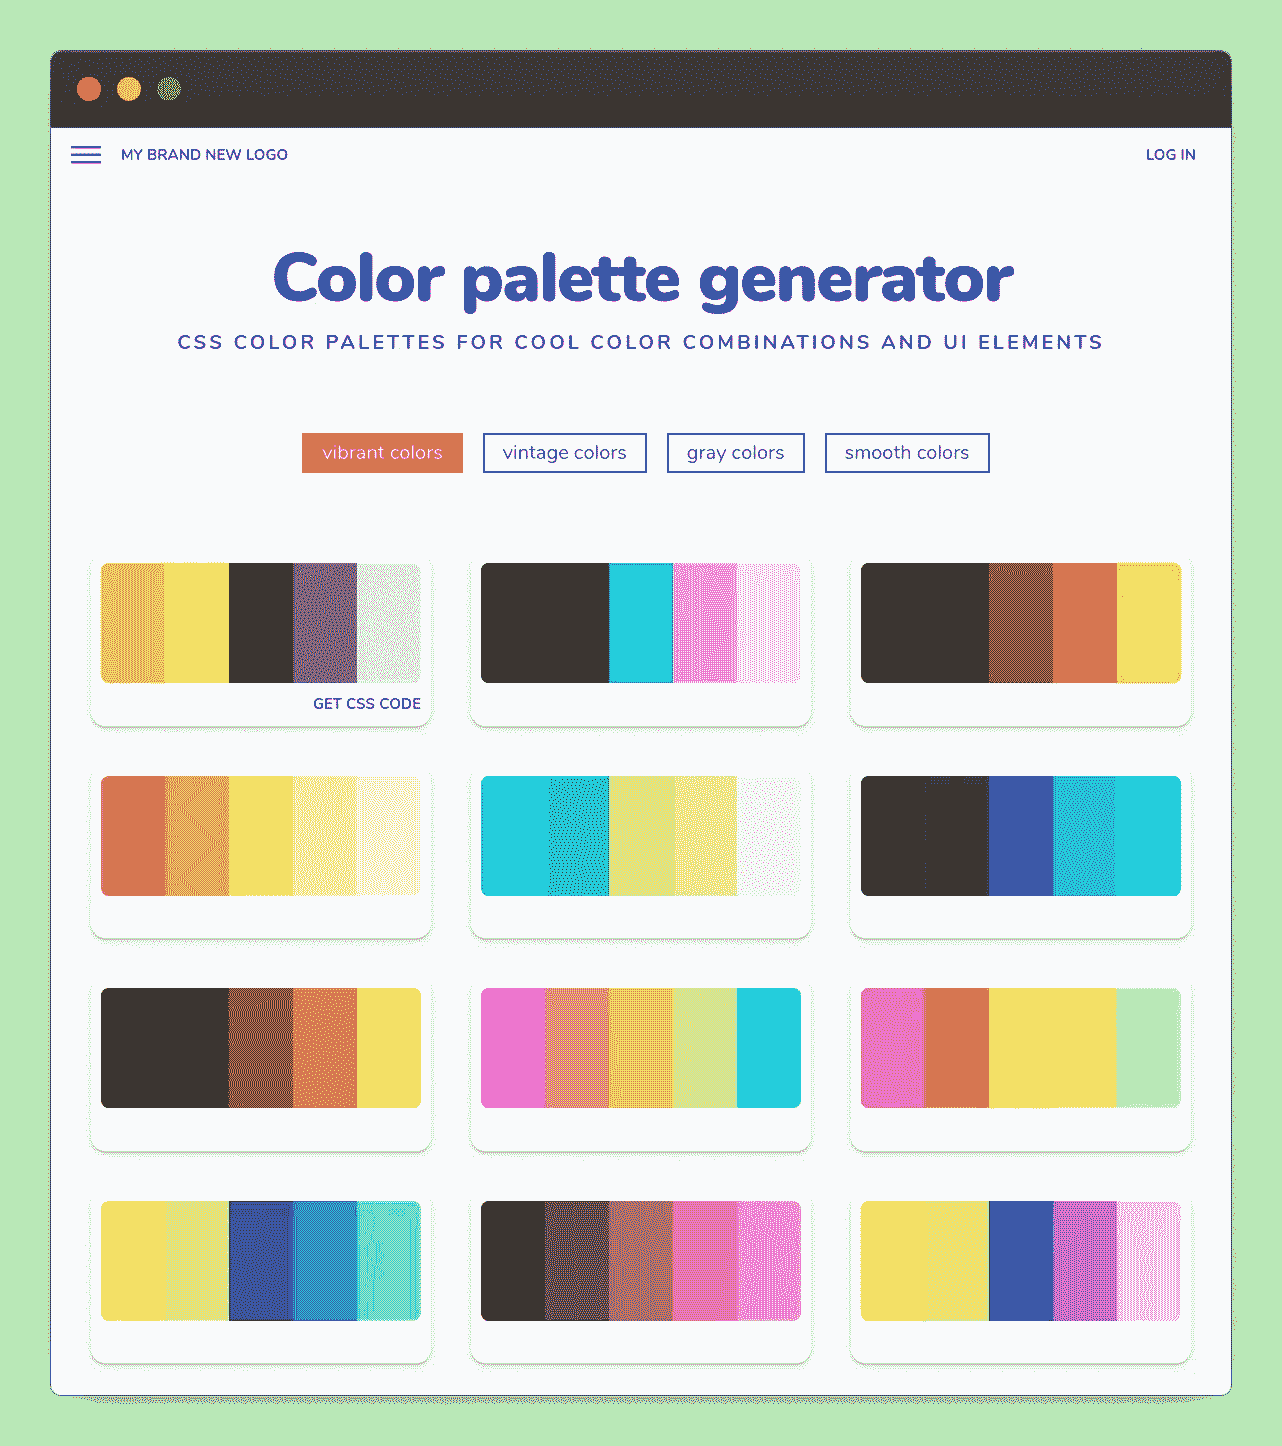 MY BRAND NEW LOGO
LOG IN
Color palette generator
CSS COLOR PALETTES FOR COOL COLOR COMBINATIONS AND UI ELEMENTS
vibrant colors
vintage colors
gray colors
smooth colors
GET CSS CODE